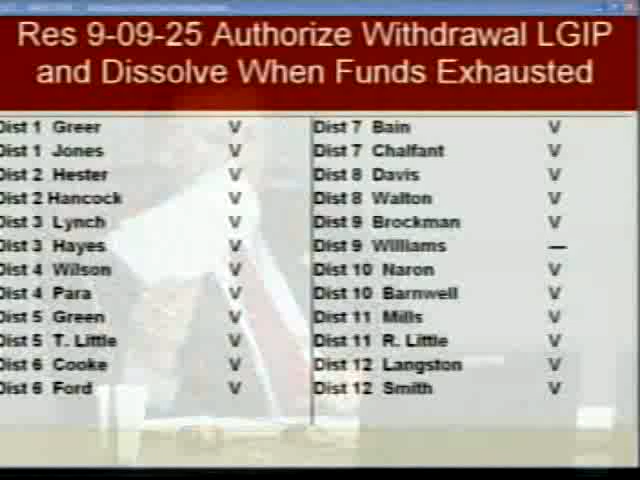 Res 9-09-25 Authorize Withdrawal LGIP
and Dissolve When Funds Exhausted
Dist 1 Greer V
Dist 1 Jones V
Dist 2 Hester V
Dist 2 Hancock V
Dist 3 Lynch V
Dist 3 Hayes V
Dist 4 Wilson V
Dist 4 Para V
Dist 5 Green V
Dist 5 T. Little V
Dist 6 Cooke V
Dist 6 Ford V
Dist 7 Bain V
Dist 7 Chalfant V
Dist 8 Davis V
Dist 8 Walton V
Dist 9 Brockman V
Dist 9 Williams —
Dist 10 Naron V
Dist 10 Barnwell V
Dist 11 Mills V
Dist 11 R. Little V
Dist 12 Langston V
Dist 12 Smith V